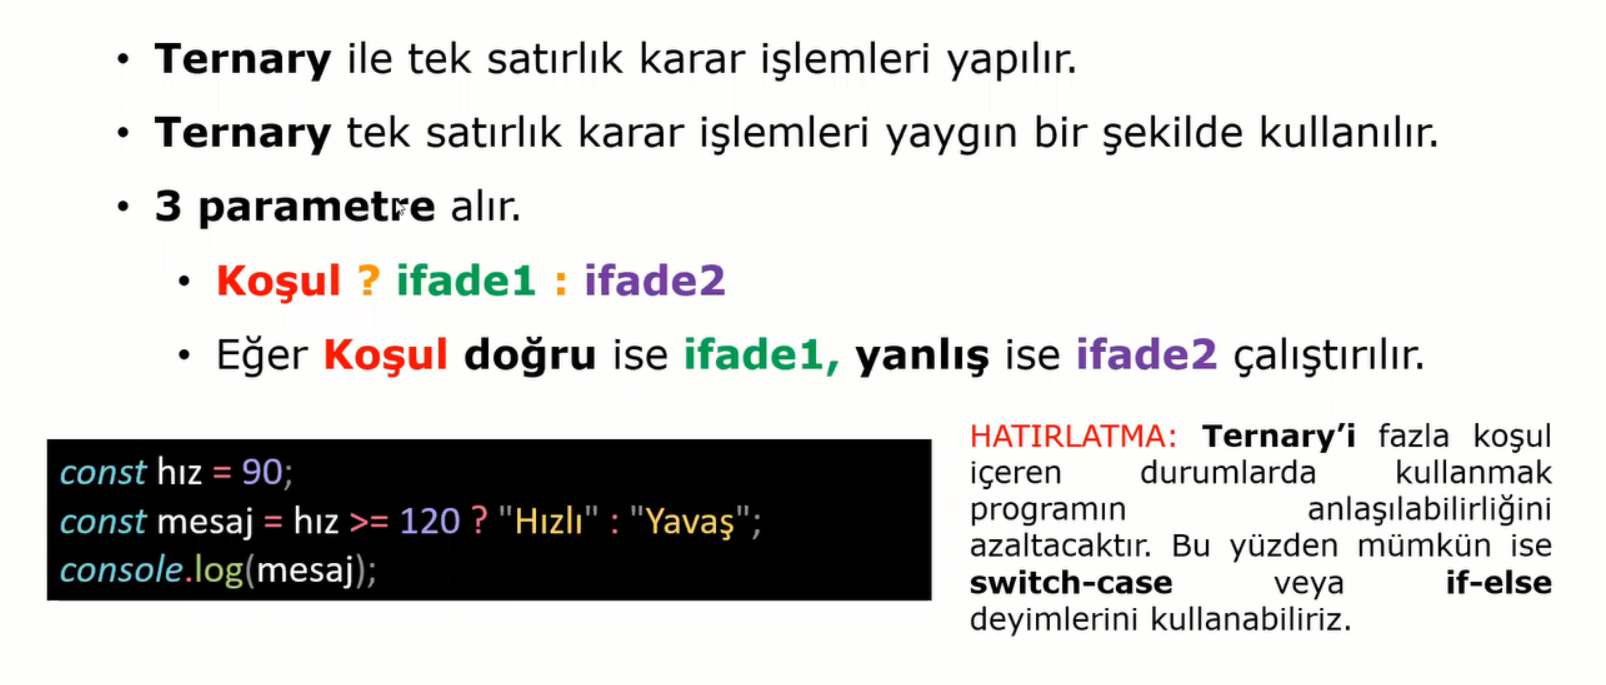 • Ternary ile tek satırlık karar işlemleri yapılır.
• Ternary tek satırlık karar işlemleri yaygın bir şekilde kullanılır.
• 3 parametre alır.
• Koşul ? ifade1 : ifade2
• Eğer Koşul doğru ise ifade1, yanlış ise ifade2 çalıştırılır.
const hız = 90;
const mesaj = hız >= 120 ? "Hızlı" : "Yavaş";
console.log(mesaj);
HATIRLATMA: Ternary’i fazla koşul
içeren durumlarda kullanmak
programın anlaşılabilirliğini
azaltacaktır. Bu yüzden mümkün ise
switch-case veya if-else
deyimlerini kullanabiliriz.